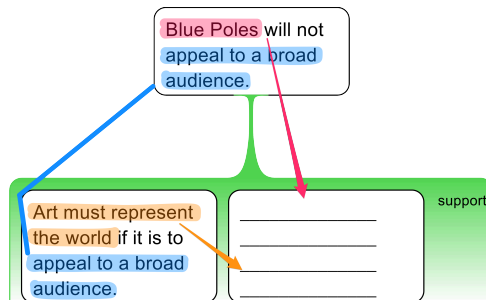 Blue Poles will not
appeal to a broad
audience.
Art must represent
the world if it is to
appeal to a broad
audience.
support